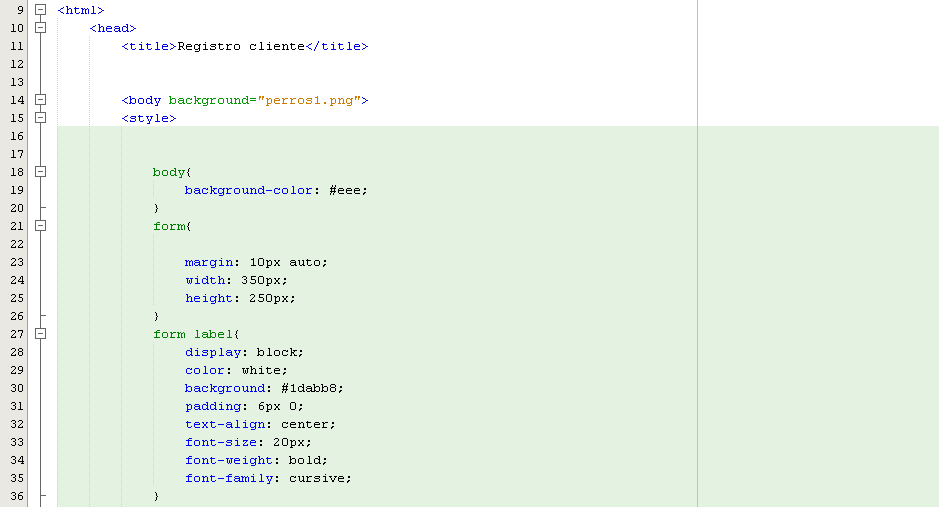 9 <html>
10 <head>
11 <title>Registro cliente</title>
12
13
14 <body background="perros1.png">
15 <style>
16
17
18 body{
19 background-color: #eee;
20 }
21 form{
22
23 margin: 10px auto;
24 width: 350px;
25 height: 250px;
26 }
27 form label{
28 display: block;
29 color: white;
30 background: #1dabb8;
31 padding: 6px 0;
32 text-align: center;
33 font-size: 20px;
34 font-weight: bold;
35 font-family: cursive;
36 }